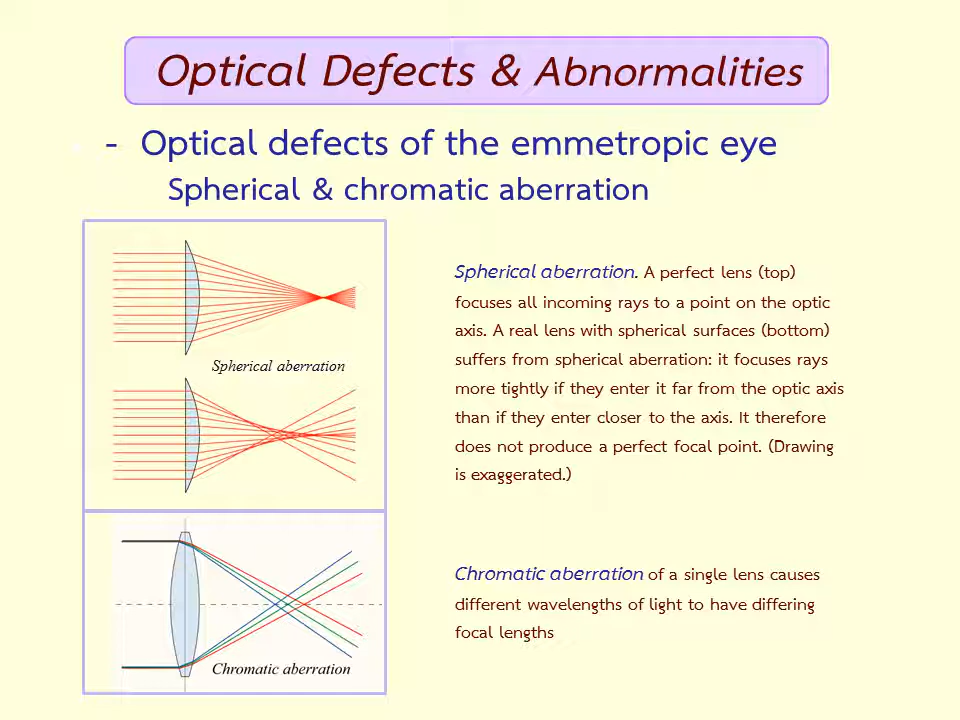 Optical Defects & Abnormalities
- Optical defects of the emmetropic eye
Spherical & chromatic aberration
Spherical aberration
Chromatic aberration
Spherical aberration. A perfect lens (top)
focuses all incoming rays to a point on the optic
axis. A real lens with spherical surfaces (bottom)
suffers from spherical aberration: it focuses rays
more tightly if they enter it far from the optic axis
than if they enter closer to the axis. It therefore
does not produce a perfect focal point. (Drawing
is exaggerated.)
Chromatic aberration of a single lens causes
different wavelengths of light to have differing
focal lengths